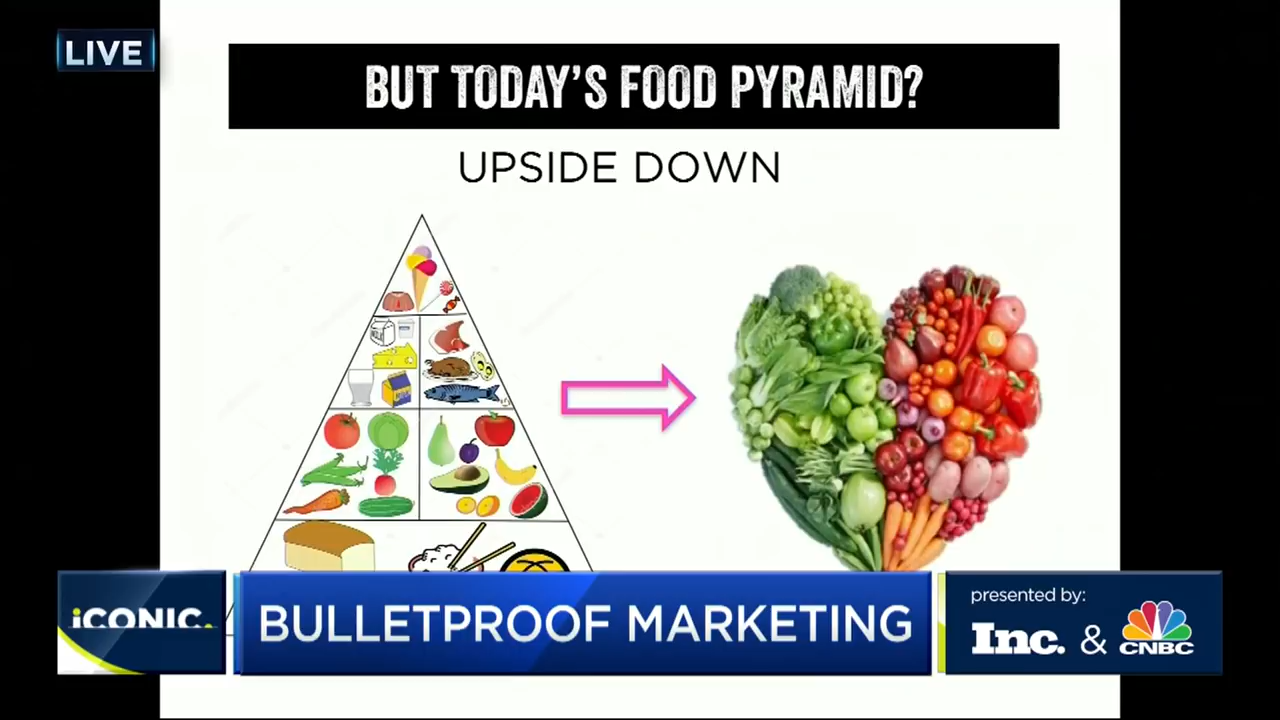 LIVE
BUT TODAY'S FOOD PYRAMID?
UPSIDE DOWN
iCONIC.
BULLETPROOF MARKETING
presented by:
Inc. & CNBC